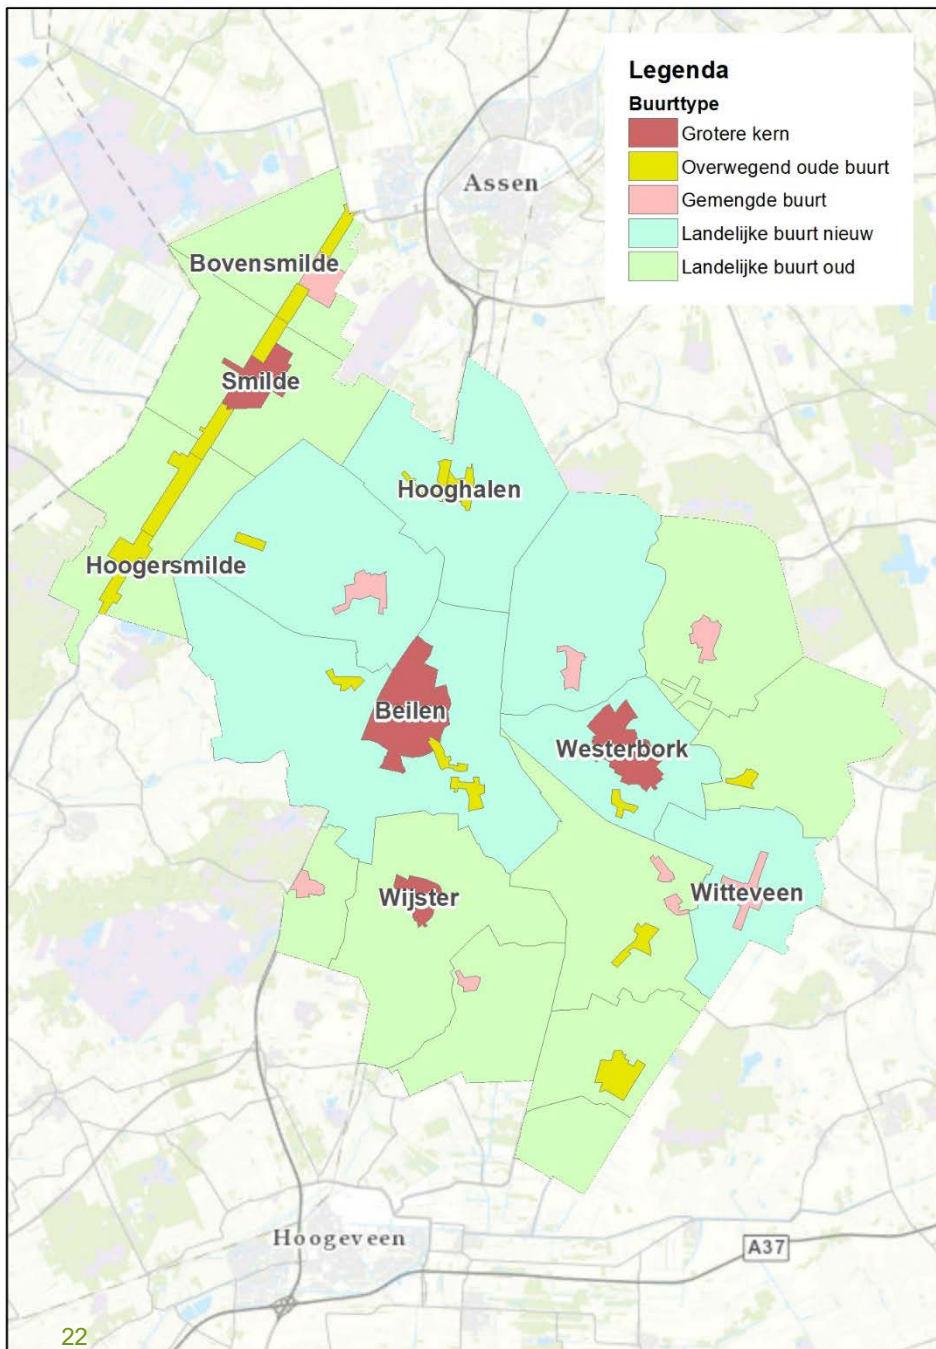 Legenda
Buurttype
Grotere kern
Overwegend oude buurt
Gemengde buurt
Landelijke buurt nieuw
Landelijke buurt oud
Assen
Bovensmilde
Smilde
Hooghalen
Hoogersmilde
Beilen
Westerbork
Wijster
Witteveen
Hoogeveen
A37
22